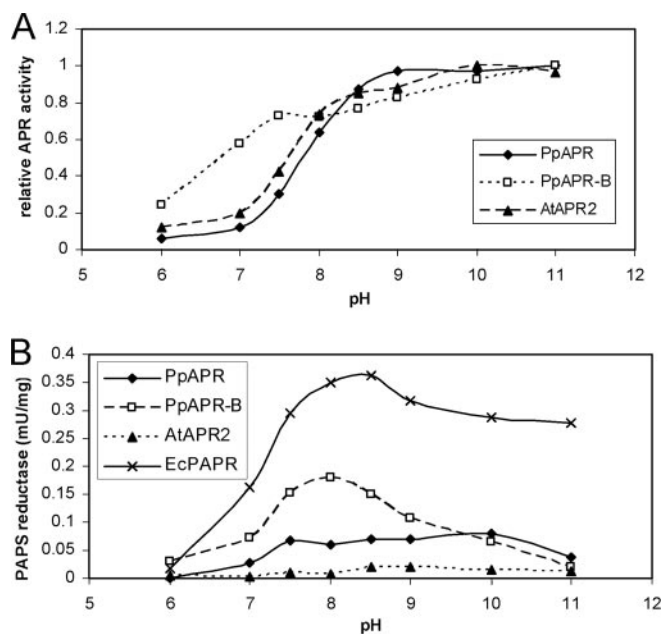 A
relative APR activity
1.2
1
0.8
0.6
0.4
0.2
0
PpAPR
PpAPR-B
AtAPR2
5 6 7 8 9 10 11 12
pH
B
PAPS reductase (mU/mg)
0.4
0.35
0.3
0.25
0.2
0.15
0.1
0.05
0
PpAPR
PpAPR-B
AtAPR2
EcPAPR
5 6 7 8 9 10 11 12
pH